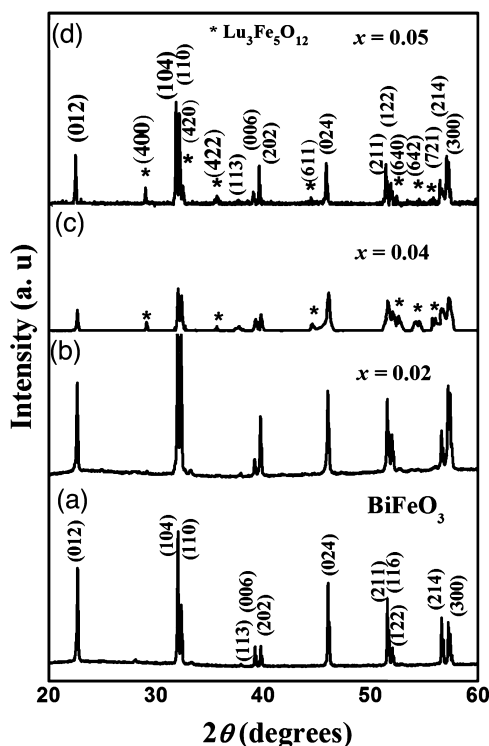 (d)
* Lu3Fe5O12
x = 0.05
(012)
*(400)
(104)
(110)
*(420)
*(422)
(113)
(006)
(202)
*(611)
(024)
(211)
(122)
*(640)
*(642)
*(721)
(214)
(300)
(c)
x = 0.04
* * * * * *
(b)
x = 0.02
(a)
BiFeO3
(012)
(104)
(110)
(113)
(006)
(202)
(024)
(211)
(116)
(122)
(214)
(300)
20 30 40 50 60
2θ (degrees)
Intensity (a. u)